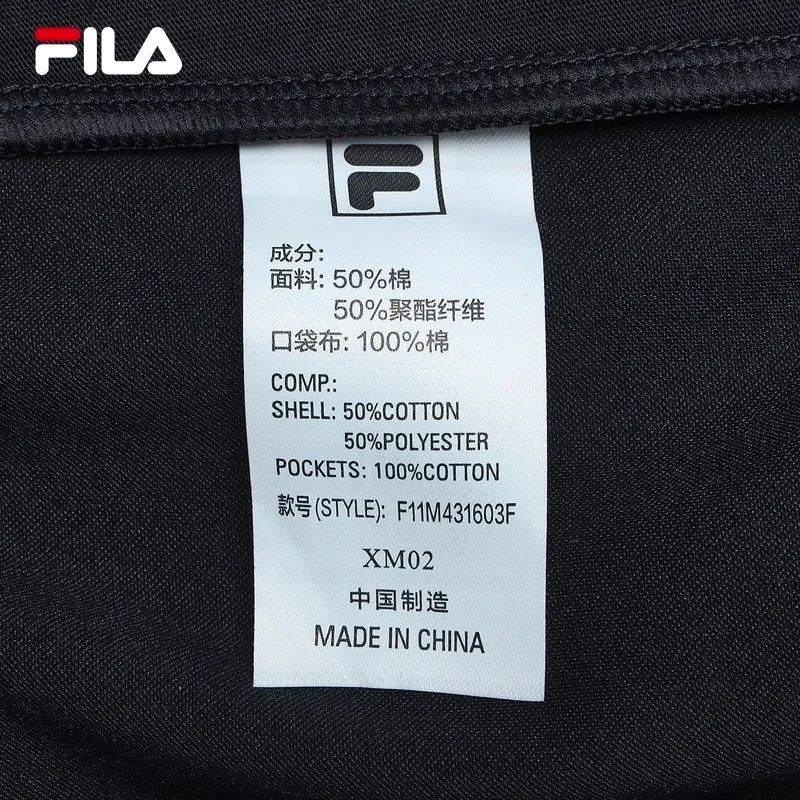 FILA
成分:
面料: 50%棉
50%聚酯纤维
口袋布: 100%棉
COMP.:
SHELL: 50%COTTON
50%POLYESTER
POCKETS: 100%COTTON
款号(STYLE): F11M431603F
XM02
中国制造
MADE IN CHINA